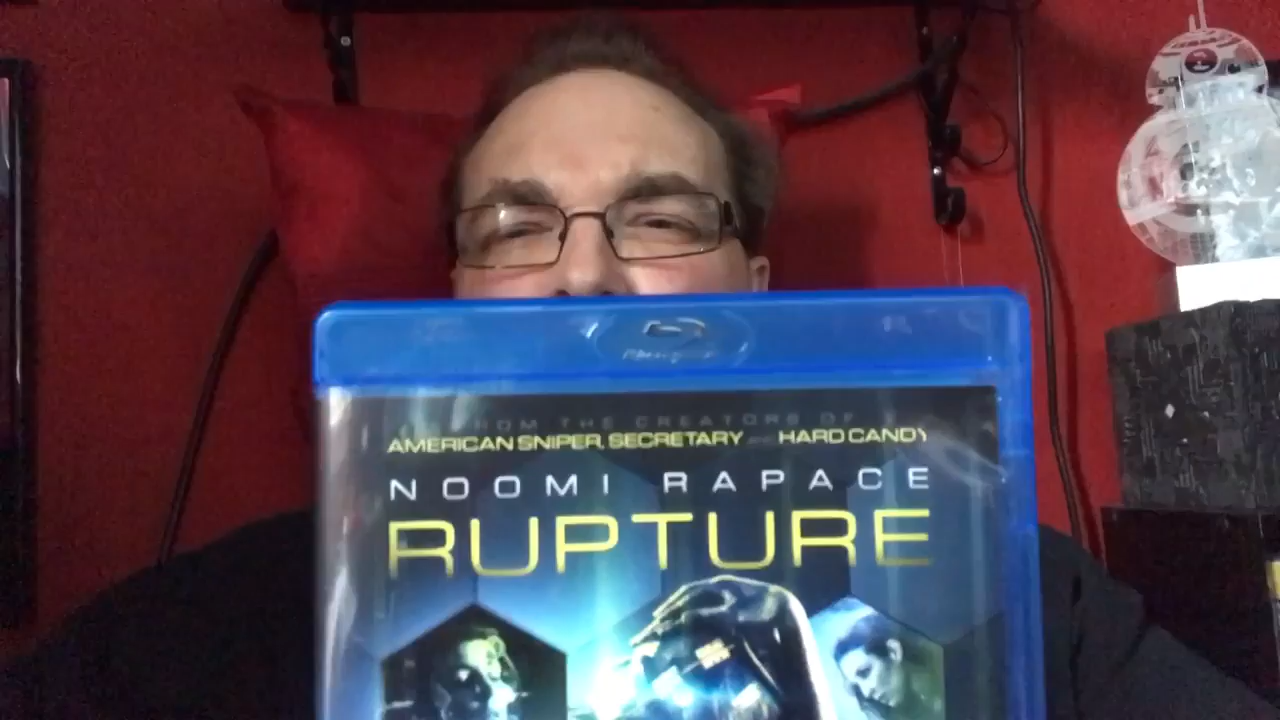 FROM THE CREATORS OF
AMERICAN SNIPER, SECRETARY AND HARD CANDY
NOOMI RAPACE
RUPTURE